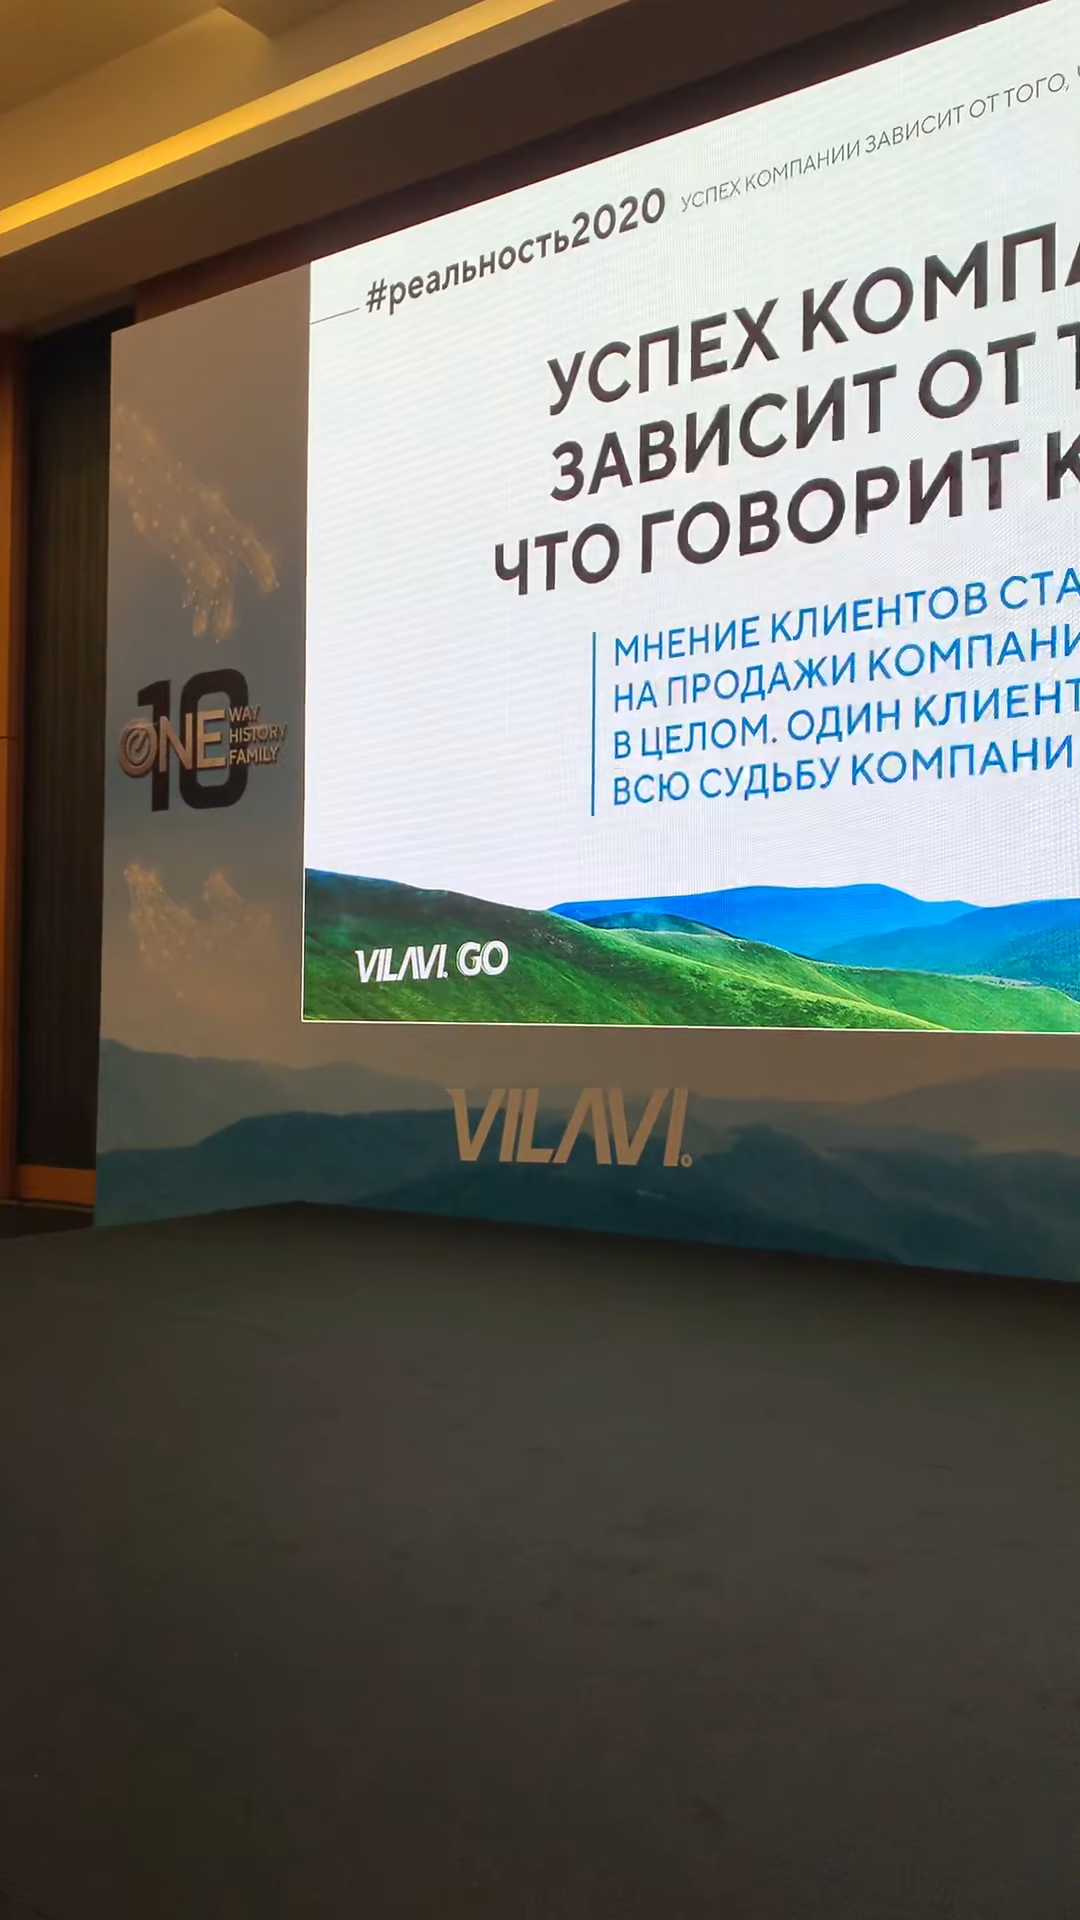 #реальность2020 УСПЕХ КОМПАНИИ ЗАВИСИТ ОТ ТОГО,
УСПЕХ КОМПА
ЗАВИСИТ ОТ Т
ЧТО ГОВОРИТ К
МНЕНИЕ КЛИЕНТОВ СТА
НА ПРОДАЖИ КОМПАНИ
В ЦЕЛОМ. ОДИН КЛИЕНТ
ВСЮ СУДЬБУ КОМПАНИ
10
ONE
WAY
HISTORY
FAMILY
VILAVI. GO
VILAVI.